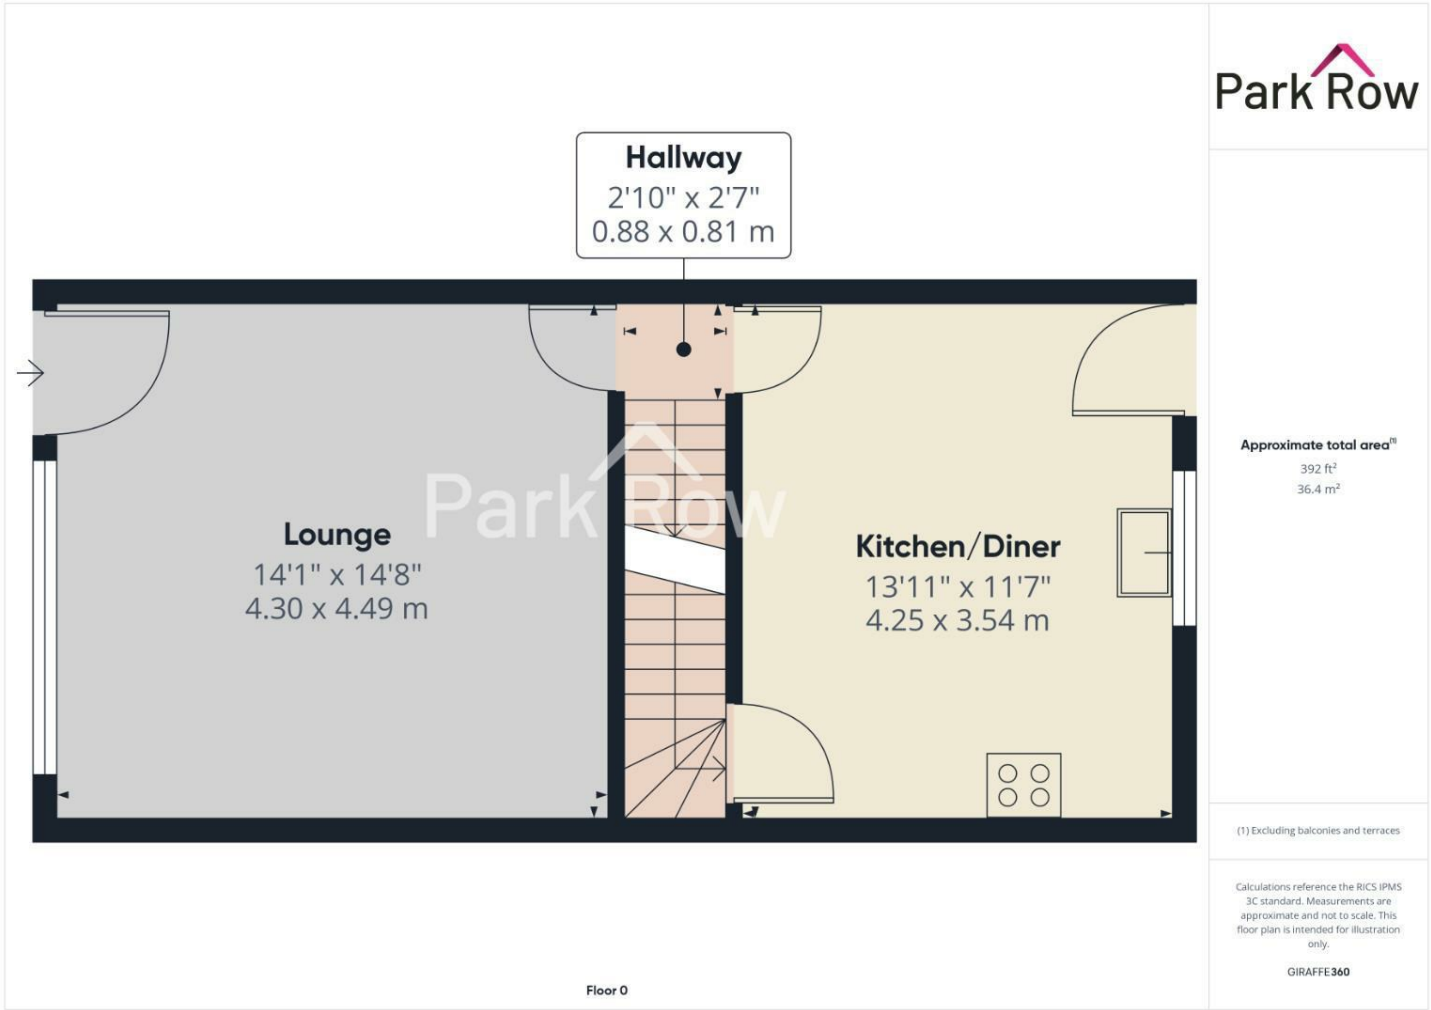 Park Row
Hallway
2'10" x 2'7"
0.88 x 0.81 m
Lounge
14'1" x 14'8"
4.30 x 4.49 m
Park Row
Kitchen/Diner
13'11" x 11'7"
4.25 x 3.54 m
Approximate total area(1)
392 ft²
36.4 m²
(1) Excluding balconies and terraces
Calculations reference the RICS IPMS
3C standard. Measurements are
approximate and not to scale. This
floor plan is intended for illustration
only.
GIRAFFE360
Floor 0